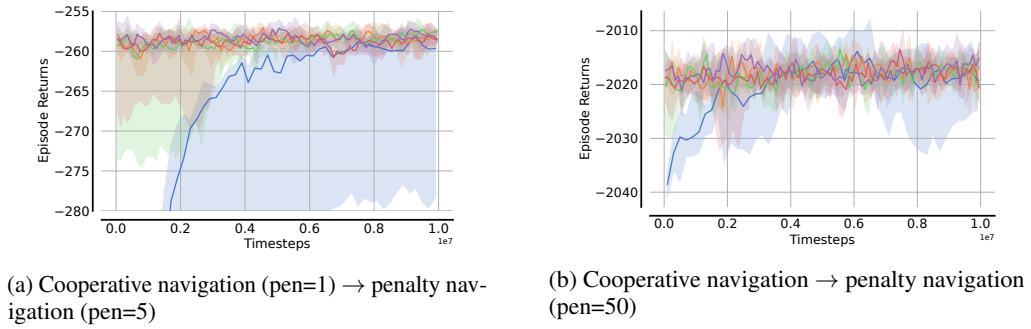 −255
−260
−265
−270
−275
−280
Episode Returns
0.0 0.2 0.4 0.6 0.8 1.0
Timesteps
1e7
(a) Cooperative navigation (pen=1) → penalty nav-
igation (pen=5)
−2010
−2020
−2030
−2040
Episode Returns
0.0 0.2 0.4 0.6 0.8 1.0
Timesteps
1e7
(b) Cooperative navigation → penalty navigation
(pen=50)